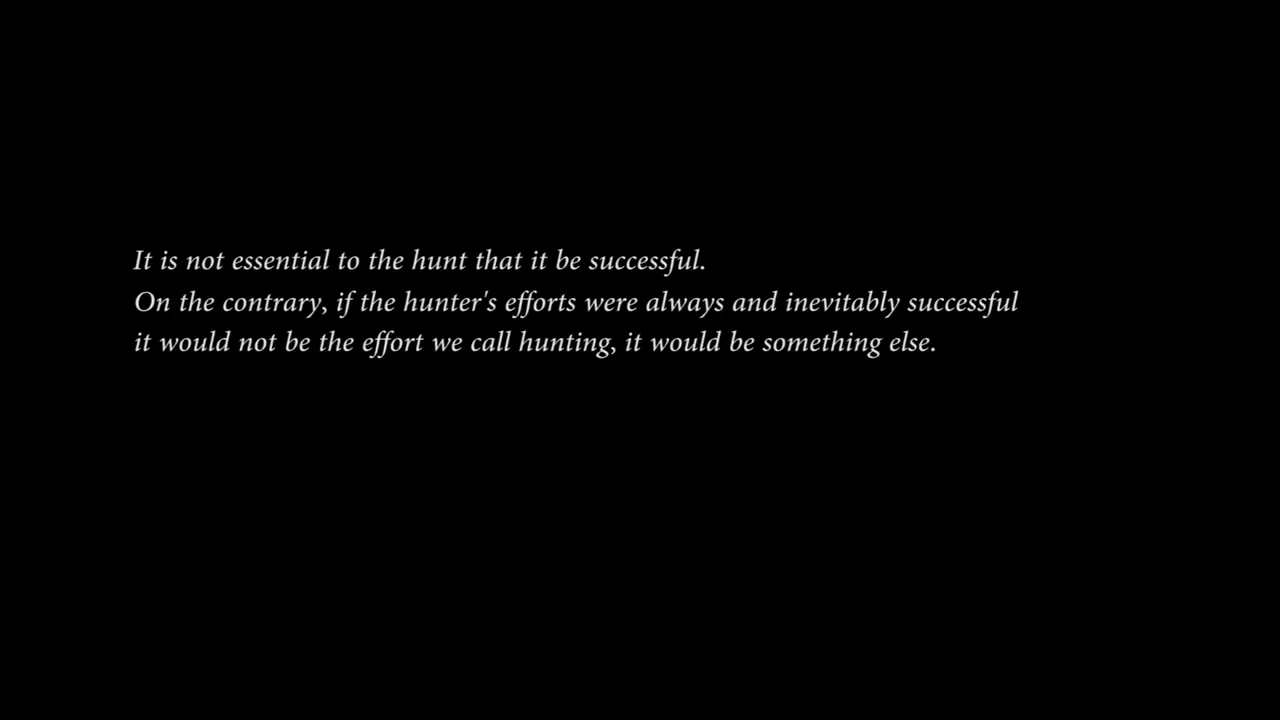 It is not essential to the hunt that it be successful.
On the contrary, if the hunter's efforts were always and inevitably successful
it would not be the effort we call hunting, it would be something else.